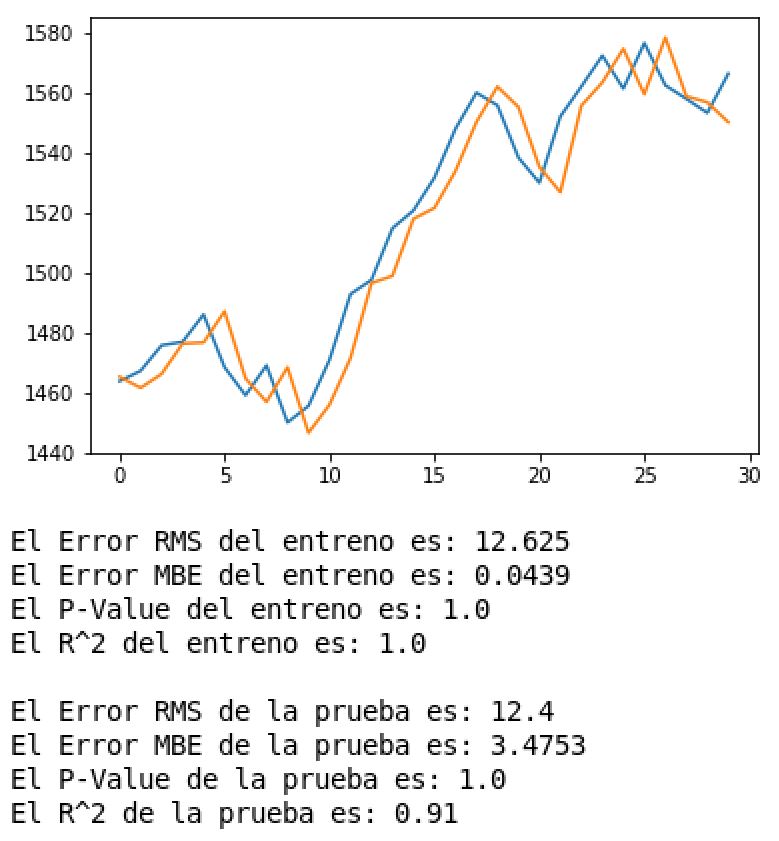 1580
1560
1540
1520
1500
1480
1460
1440
0 5 10 15 20 25 30
El Error RMS del entreno es: 12.625
El Error MBE del entreno es: 0.0439
El P-Value del entreno es: 1.0
El R^2 del entreno es: 1.0
El Error RMS de la prueba es: 12.4
El Error MBE de la prueba es: 3.4753
El P-Value de la prueba es: 1.0
El R^2 de la prueba es: 0.91